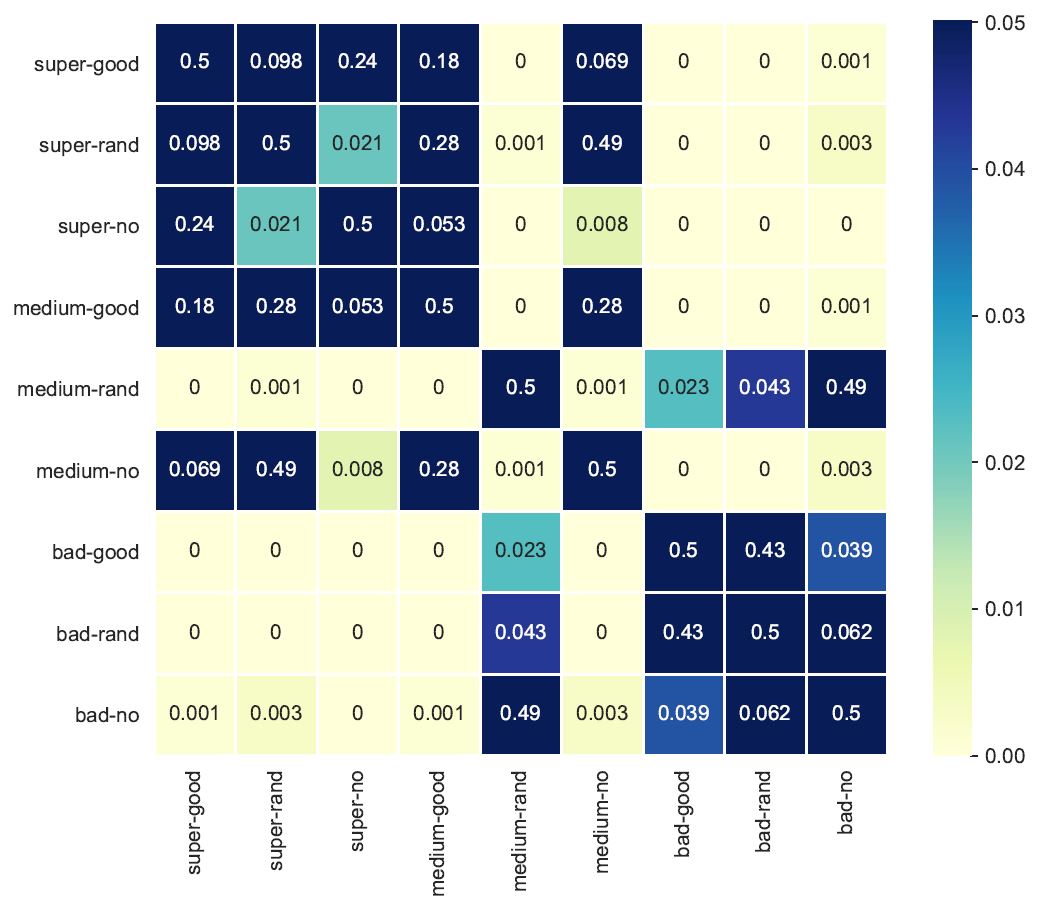 super-good 0.5 0.098 0.24 0.18 0 0.069 0 0 0.001
super-rand 0.098 0.5 0.021 0.28 0.001 0.49 0 0 0.003
super-no 0.24 0.021 0.5 0.053 0 0.008 0 0 0
medium-good 0.18 0.28 0.053 0.5 0 0.28 0 0 0.001
medium-rand 0 0.001 0 0 0.5 0.001 0.023 0.043 0.49
medium-no 0.069 0.49 0.008 0.28 0.001 0.5 0 0 0.003
bad-good 0 0 0 0 0.023 0 0.5 0.43 0.039
bad-rand 0 0 0 0 0.043 0 0.43 0.5 0.062
bad-no 0.001 0.003 0 0.001 0.49 0.003 0.039 0.062 0.5
super-good
super-rand
super-no
medium-good
medium-rand
medium-no
bad-good
bad-rand
bad-no
0.05
0.04
0.03
0.02
0.01
0.00